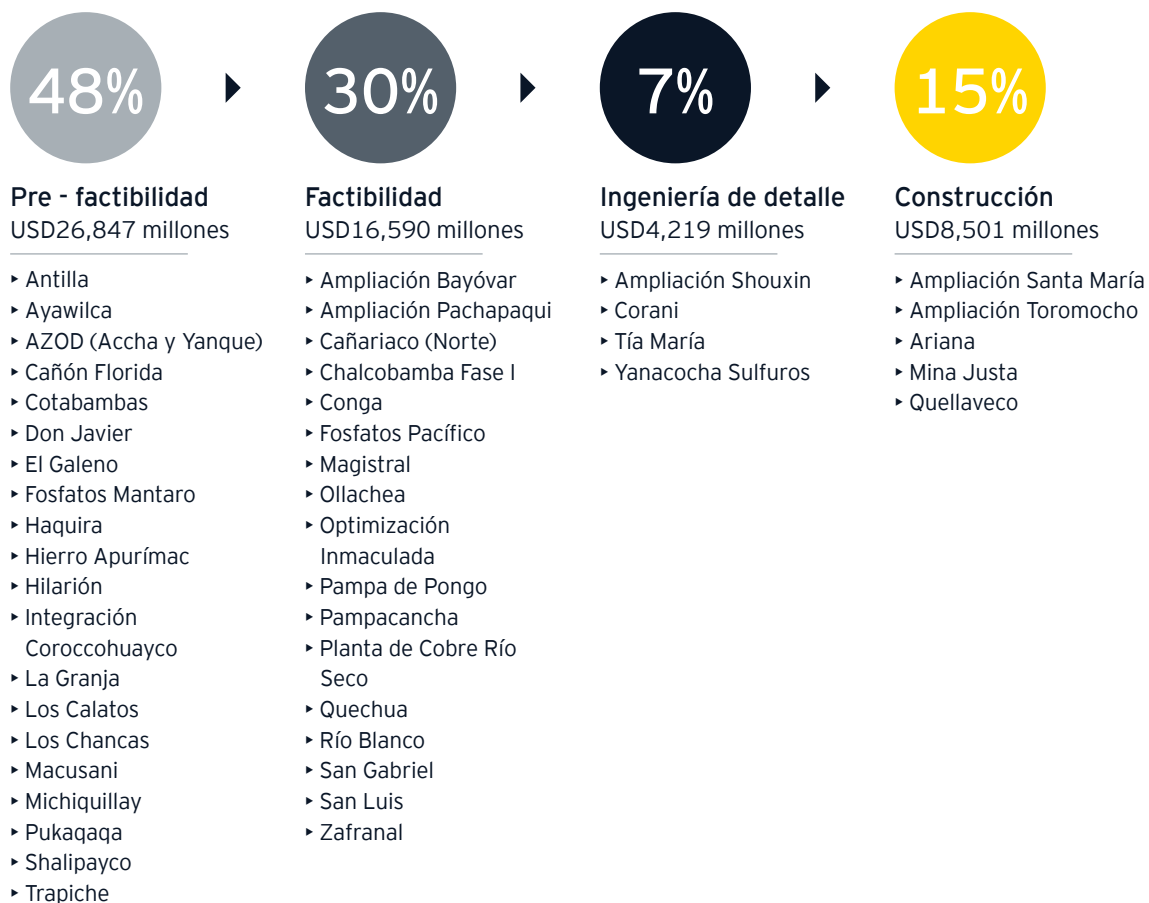 48%
Pre - factibilidad
USD26,847 millones
‣ Antilla
‣ Ayawilca
‣ AZOD (Accha y Yanque)
‣ Cañón Florida
‣ Cotabambas
‣ Don Javier
‣ El Galeno
‣ Fosfatos Mantaro
‣ Haquira
‣ Hierro Apurímac
‣ Hilarión
‣ Integración
Coroccohuayco
‣ La Granja
‣ Los Calatos
‣ Los Chancas
‣ Macusani
‣ Michiquillay
‣ Pukaqaqa
‣ Shalipayco
‣ Trapiche
30%
Factibilidad
USD16,590 millones
‣ Ampliación Bayóvar
‣ Ampliación Pachapaqui
‣ Cañariaco (Norte)
‣ Chalcobamba Fase I
‣ Conga
‣ Fosfatos Pacífico
‣ Magistral
‣ Ollachea
‣ Optimización
Inmaculada
‣ Pampa de Pongo
‣ Pampacancha
‣ Planta de Cobre Río
Seco
‣ Quechua
‣ Río Blanco
‣ San Gabriel
‣ San Luis
‣ Zafranal
7%
Ingeniería de detalle
USD4,219 millones
‣ Ampliación Shouxin
‣ Corani
‣ Tía María
‣ Yanacocha Sulfuros
15%
Construcción
USD8,501 millones
‣ Ampliación Santa María
‣ Ampliación Toromocho
‣ Ariana
‣ Mina Justa
‣ Quellaveco